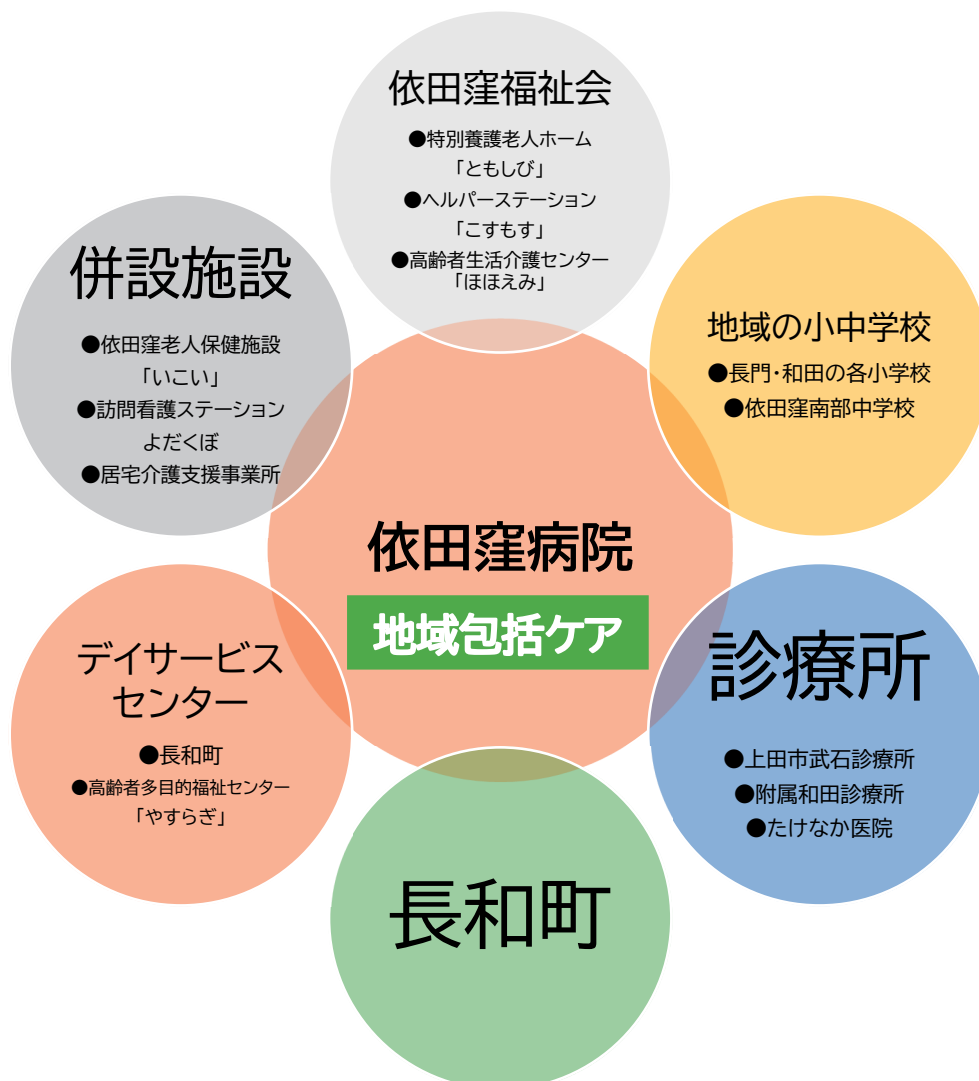 依田窪福祉会
●特別養護老人ホーム
「ともしび」
●ヘルパーステーション
「こすもす」
●高齢者生活介護センター
「ほほえみ」
併設施設
●依田窪老人保健施設
「いこい」
●訪問看護ステーション
よだくぼ
●居宅介護支援事業所
地域の小中学校
●長門・和田の各小学校
●依田窪南部中学校
依田窪病院
地域包括ケア
デイサービス
センター
●長和町
●高齢者多目的福祉センター
「やすらぎ」
診療所
●上田市武石診療所
●附属和田診療所
●たけなか医院
長和町